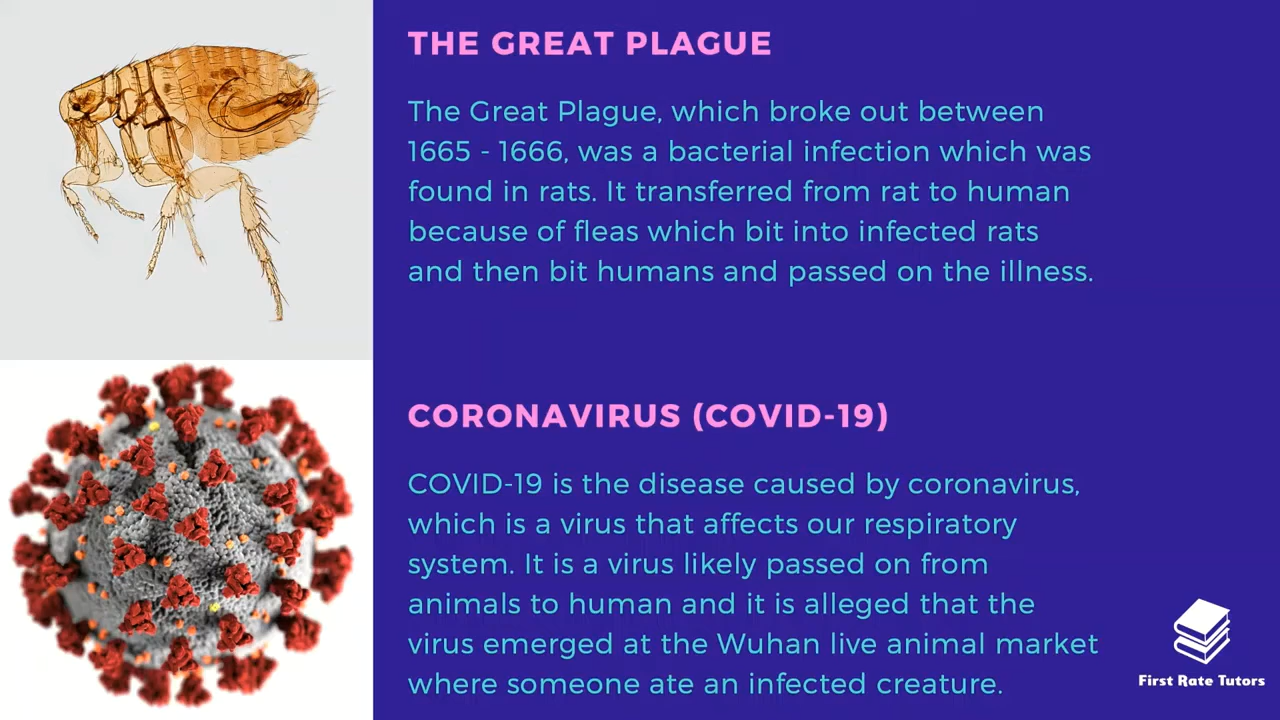 THE GREAT PLAGUE
The Great Plague, which broke out between
1665 - 1666, was a bacterial infection which was
found in rats. It transferred from rat to human
because of fleas which bit into infected rats
and then bit humans and passed on the illness.
CORONAVIRUS (COVID-19)
COVID-19 is the disease caused by coronavirus,
which is a virus that affects our respiratory
system. It is a virus likely passed on from
animals to human and it is alleged that the
virus emerged at the Wuhan live animal market
where someone ate an infected creature.
First Rate Tutors